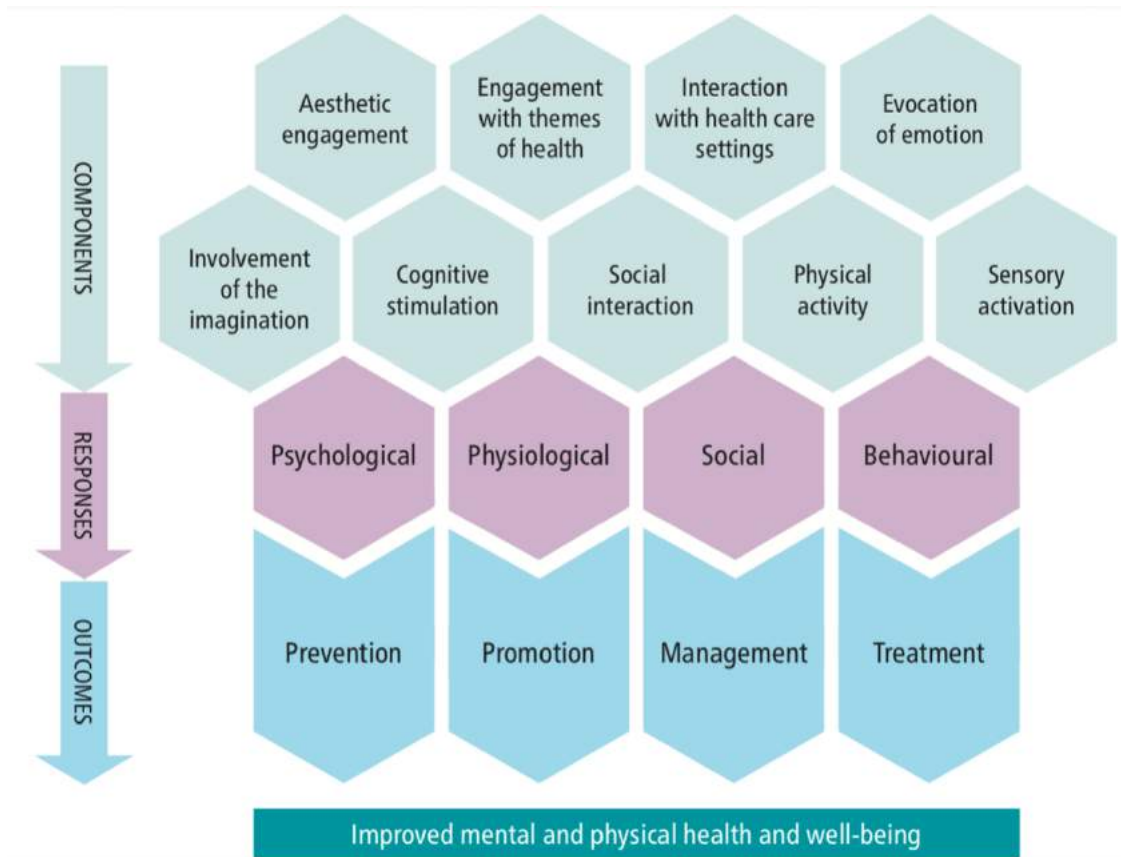 COMPONENTS
Aesthetic
engagement
Engagement
with themes
of health
Interaction
with health care
settings
Evocation
of emotion
Involvement
of the
imagination
Cognitive
stimulation
Social
interaction
Physical
activity
Sensory
activation
RESPONSES
Psychological
Physiological
Social
Behavioural
OUTCOMES
Prevention
Promotion
Management
Treatment
Improved mental and physical health and well-being